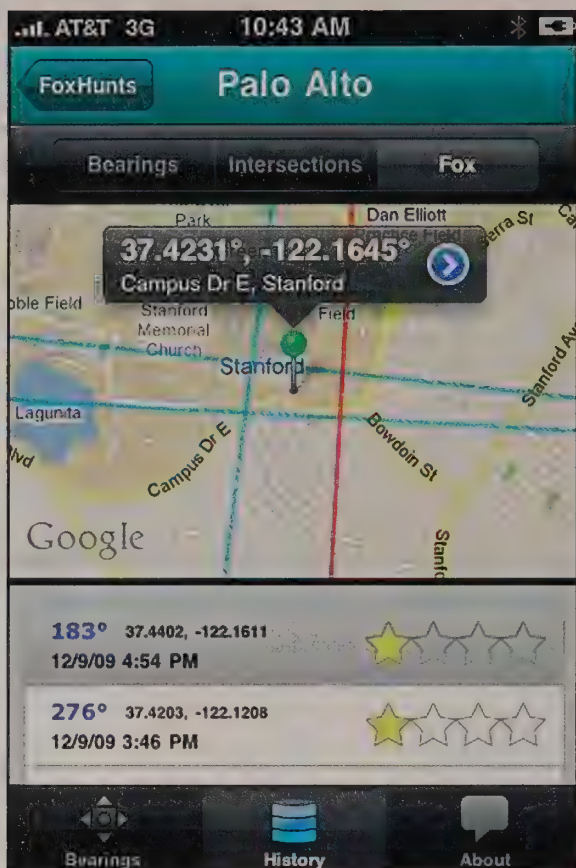 AT&T 3G 10:43 AM
FoxHunts Palo Alto
Bearings Intersections Fox
Park
Dan Elliott
Practice Field
37.4231°, -122.1645°
Campus Dr E, Stanford
Stanford
Memorial
Church
Field
Stanford
Lagunita
Campus Dr E
Bowdoin St
Stanford Av
Google
183° 37.4402, -122.1611
12/9/09 4:54 PM
276° 37.4203, -122.1208
12/9/09 3:46 PM
Bearings History About